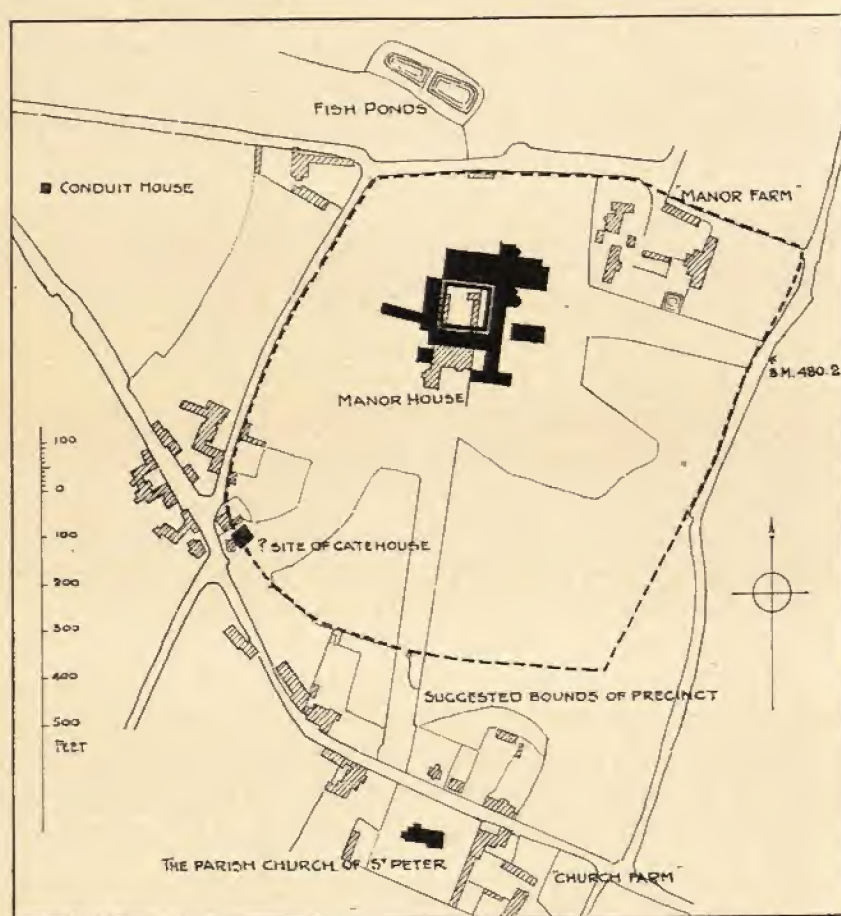 FISH PONDS
CONDUIT HOUSE
"MANOR FARM"
B.M. 480.2
MANOR HOUSE
100
0
100
200
300
400
500
FEET
? SITE OF GATEHOUSE
SUGGESTED BOUNDS OF PRECINCT
THE PARISH CHURCH OF ST PETER
"CHURCH FARM"